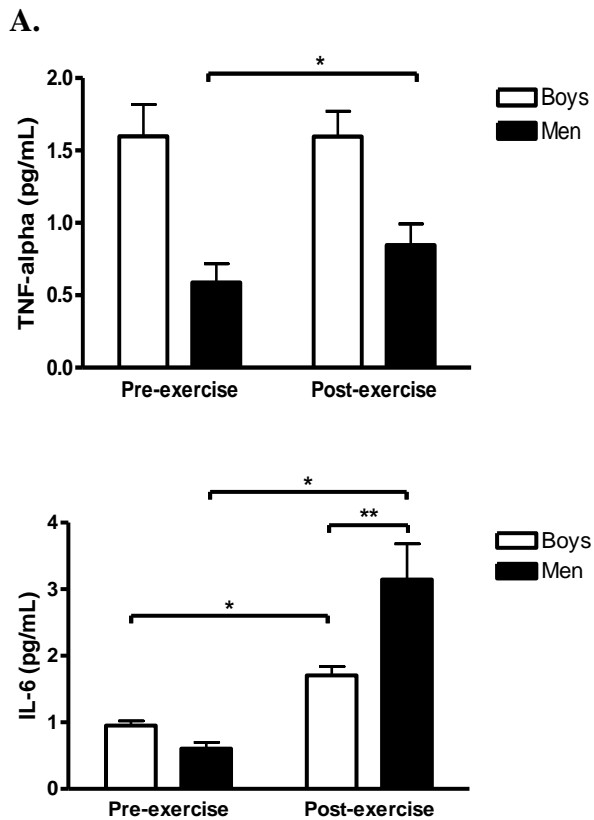 A.
*
2.0
1.5
1.0
0.5
0.0
TNF-alpha (pg/mL)
Boys
Men
Pre-exercise Post-exercise
*
**
*
4
3
2
1
0
IL-6 (pg/mL)
Boys
Men
Pre-exercise Post-exercise